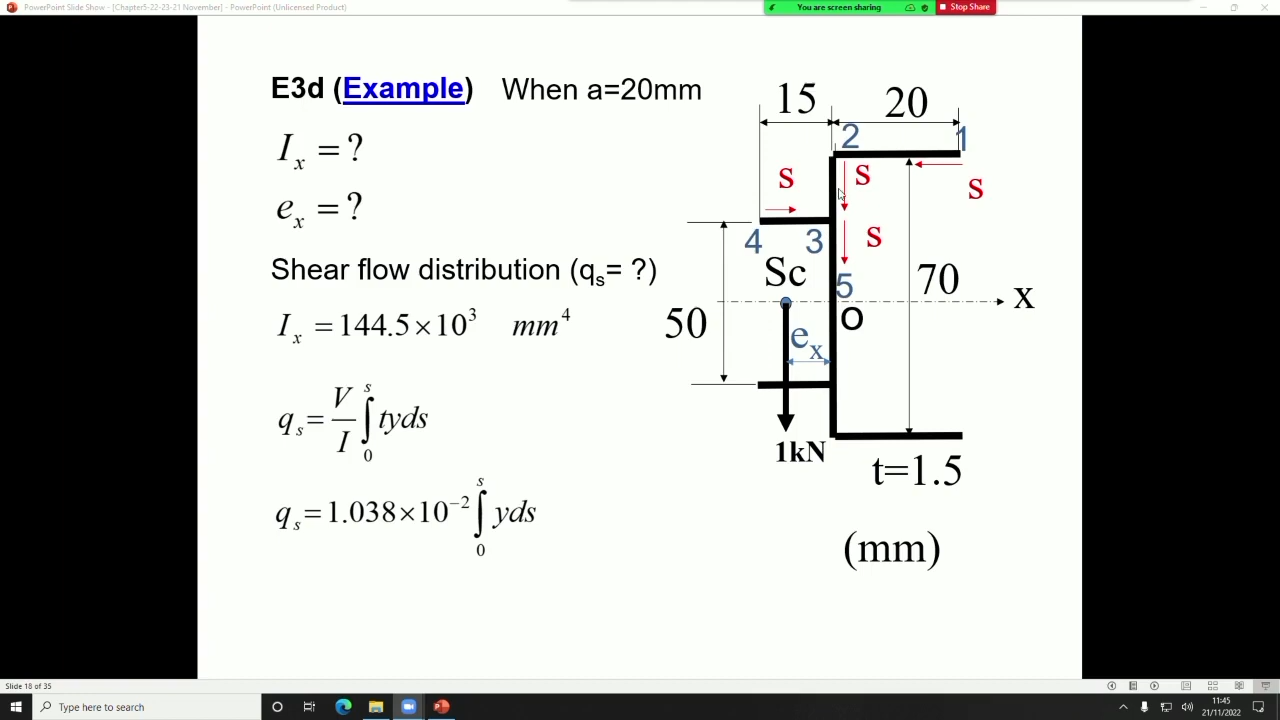 PowerPoint Slide Show - [Chapter5-22-23-21 November] - PowerPoint (Unlicensed Product)
You are screen sharing
Stop Share
E3d (Example) When a=20mm
I_x = ?
e_x = ?
Shear flow distribution (q_s= ?)
I_x = 144.5×10^3 mm^4
q_s = V/I ∫_0^s tyds
q_s = 1.038×10^-2 ∫_0^s yds
15
20
2
1
s
s
s
s
4
3
Sc
5
70
x
50
O
e_x
1kN
t=1.5
(mm)
Slide 18 of 35
Type here to search
11:45
21/11/2022